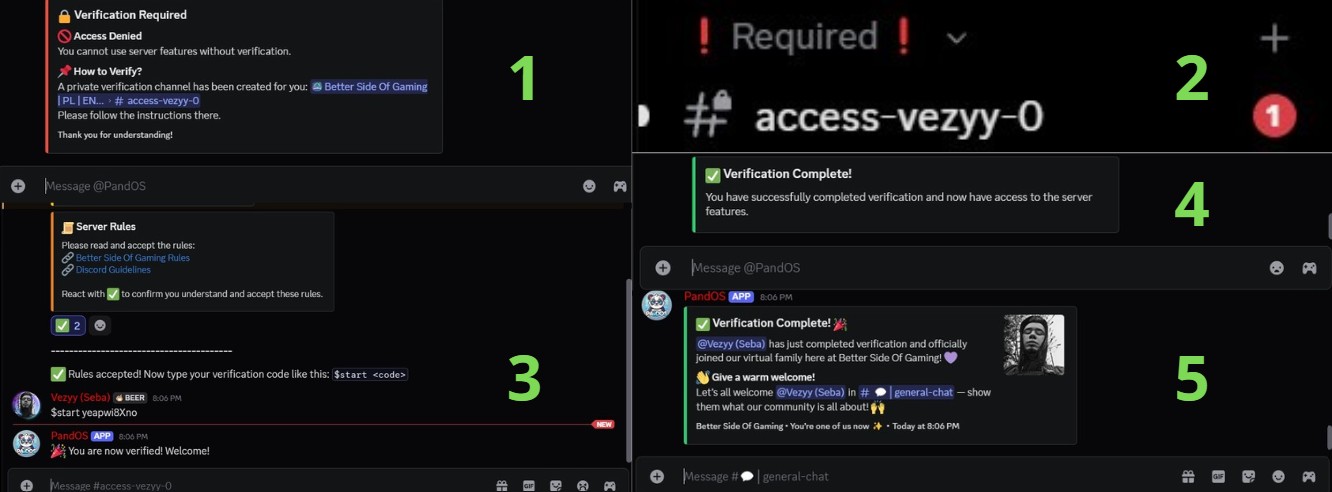 🔒 Verification Required
🚫 Access Denied
You cannot use server features without verification.
📌 How to Verify?
A private verification channel has been created for you: Better Side Of Gaming
| PL | EN... · # access-vezyy-0
Please follow the instructions there.
Thank you for understanding!
1
Message @PandOS
❗ Required ❗
access-vezyy-0
1
2
Server Rules
Please read and accept the rules:
🔗 Better Side Of Gaming Rules
🔗 Discord Guidelines
React with ✅ to confirm you understand and accept these rules.
✅ 2
----------------------------------------
✅ Rules accepted! Now type your verification code like this: $start <code>
Vezyy (Seba) 🔥BEER 8:06 PM
$start yeapwi8Xno
NEW
PandOS APP 8:06 PM
🎉 You are now verified! Welcome!
3
Message #access-vezyy-0
✅ Verification Complete!
You have successfully completed verification and now have access to the server
features.
4
Message @PandOS
PandOS APP 8:06 PM
✅ Verification Complete! 🎉
@Vezyy (Seba) has just completed verification and officially
joined our virtual family here at Better Side Of Gaming! 💜
👋 Give a warm welcome!
Let's all welcome @Vezyy (Seba) in # 💬 | general-chat — show
them what our community is all about! 🙌
Better Side Of Gaming • You're one of us now ✨ • Today at 8:06 PM
5
Message # 💬 | general-chat
GIF
GIF